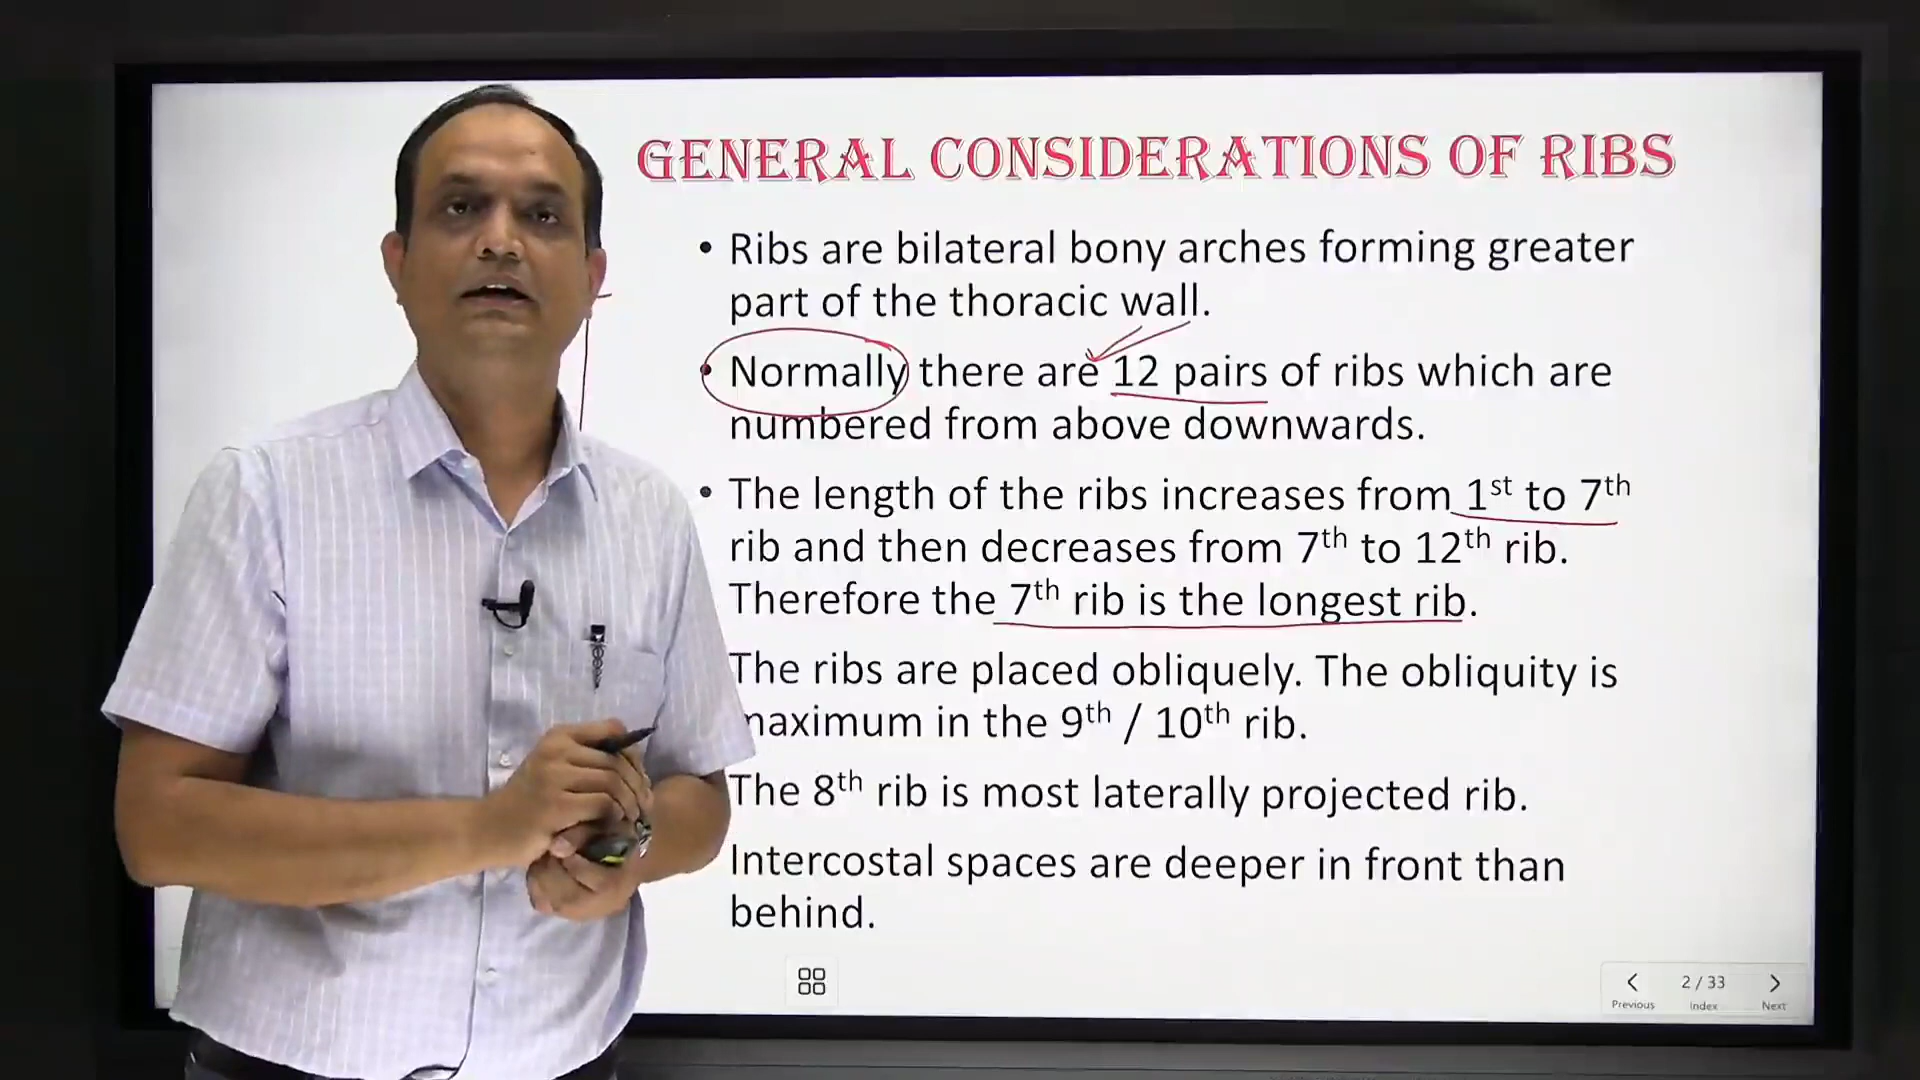 GENERAL CONSIDERATIONS OF RIBS
• Ribs are bilateral bony arches forming greater
part of the thoracic wall.
• Normally there are 12 pairs of ribs which are
numbered from above downwards.
• The length of the ribs increases from 1st to 7th
rib and then decreases from 7th to 12th rib.
Therefore the 7th rib is the longest rib.
The ribs are placed obliquely. The obliquity is
maximum in the 9th / 10th rib.
The 8th rib is most laterally projected rib.
Intercostal spaces are deeper in front than
behind.
2 / 33
Previous Index Next